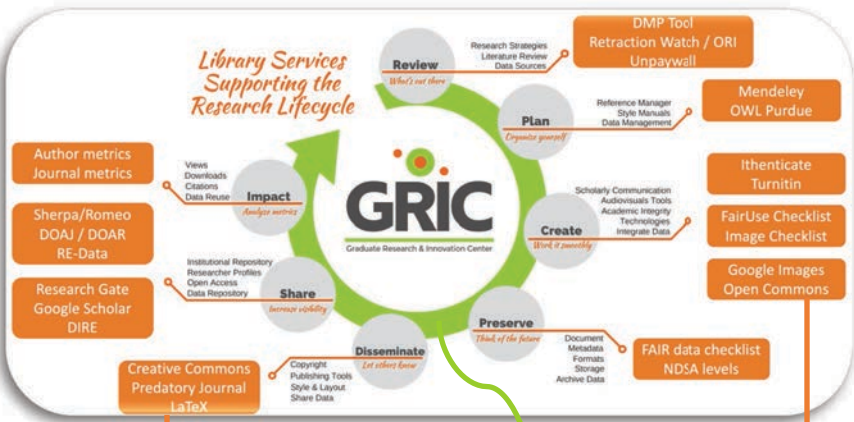 Library Services
Supporting the
Research Lifecycle
Review
What's out there
Research Strategies
Literature Review
Data Sources
DMP Tool
Retraction Watch / ORI
Unpaywall
Plan
Organize yourself
Reference Manager
Style Manuals
Data Management
Mendeley
OWL Purdue
Create
Work it smoothly
Scholarly Communication
Audiovisuals Tools
Academic Integrity
Technologies
Integrate Data
Ithenticate
Turnitin
FairUse Checklist
Image Checklist
Google Images
Open Commons
Preserve
Think of the future
Document
Metadata
Formats
Storage
Archive Data
FAIR data checklist
NDSA levels
Disseminate
Let others know
Copyright
Publishing Tools
Style & Layout
Share Data
Creative Commons
Predatory Journal
LaTeX
Share
Increase visibility
Institutional Repository
Researcher Profiles
Open Access
Data Repository
Sherpa/Romeo
DOAJ / DOAR
RE-Data
Research Gate
Google Scholar
DIRE
Impact
Analyze metrics
Views
Downloads
Citations
Data Reuse
Author metrics
Journal metrics
GRIC
Graduate Research & Innovation Center